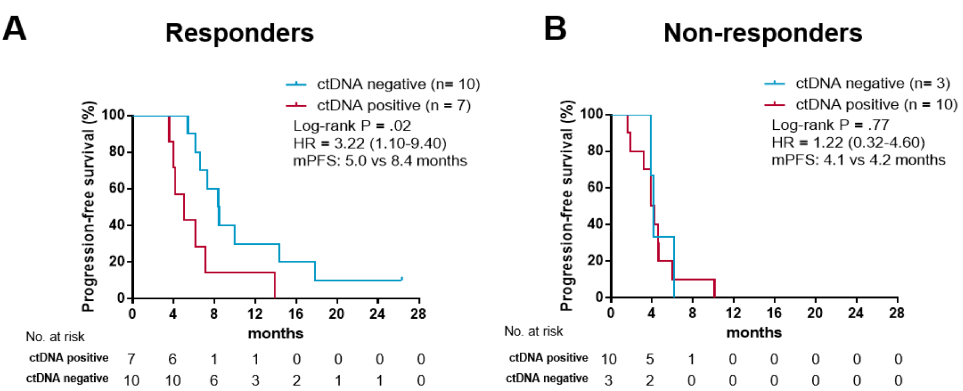 A
Responders
ctDNA negative (n= 10)
ctDNA positive (n = 7)
Log-rank P = .02
HR = 3.22 (1.10-9.40)
mPFS: 5.0 vs 8.4 months
Progression-free survival (%)
100
80
60
40
20
0
0 4 8 12 16 20 24 28
months
No. at risk
ctDNA positive 7 6 1 1 0 0 0 0
ctDNA negative 10 10 6 3 2 1 1 0
B
Non-responders
ctDNA negative (n= 3)
ctDNA positive (n = 10)
Log-rank P = .77
HR = 1.22 (0.32-4.60)
mPFS: 4.1 vs 4.2 months
Progression-free survival (%)
100
80
60
40
20
0
0 4 8 12 16 20 24 28
months
No. at risk
ctDNA positive 10 5 1 0 0 0 0 0
ctDNA negative 3 2 0 0 0 0 0 0